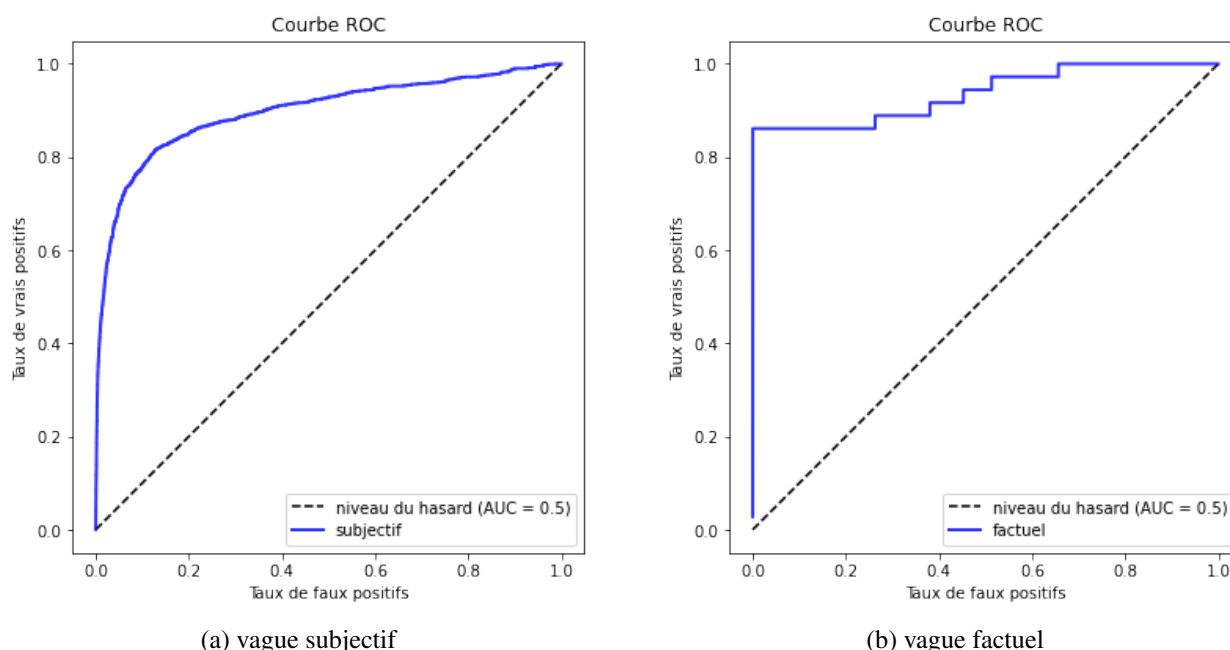 Courbe ROC
Taux de vrais positifs
1.0
0.8
0.6
0.4
0.2
0.0
niveau du hasard (AUC = 0.5)
subjectif
0.0 0.2 0.4 0.6 0.8 1.0
Taux de faux positifs
(a) vague subjectif
Courbe ROC
Taux de vrais positifs
1.0
0.8
0.6
0.4
0.2
0.0
niveau du hasard (AUC = 0.5)
factuel
0.0 0.2 0.4 0.6 0.8 1.0
Taux de faux positifs
(b) vague factuel